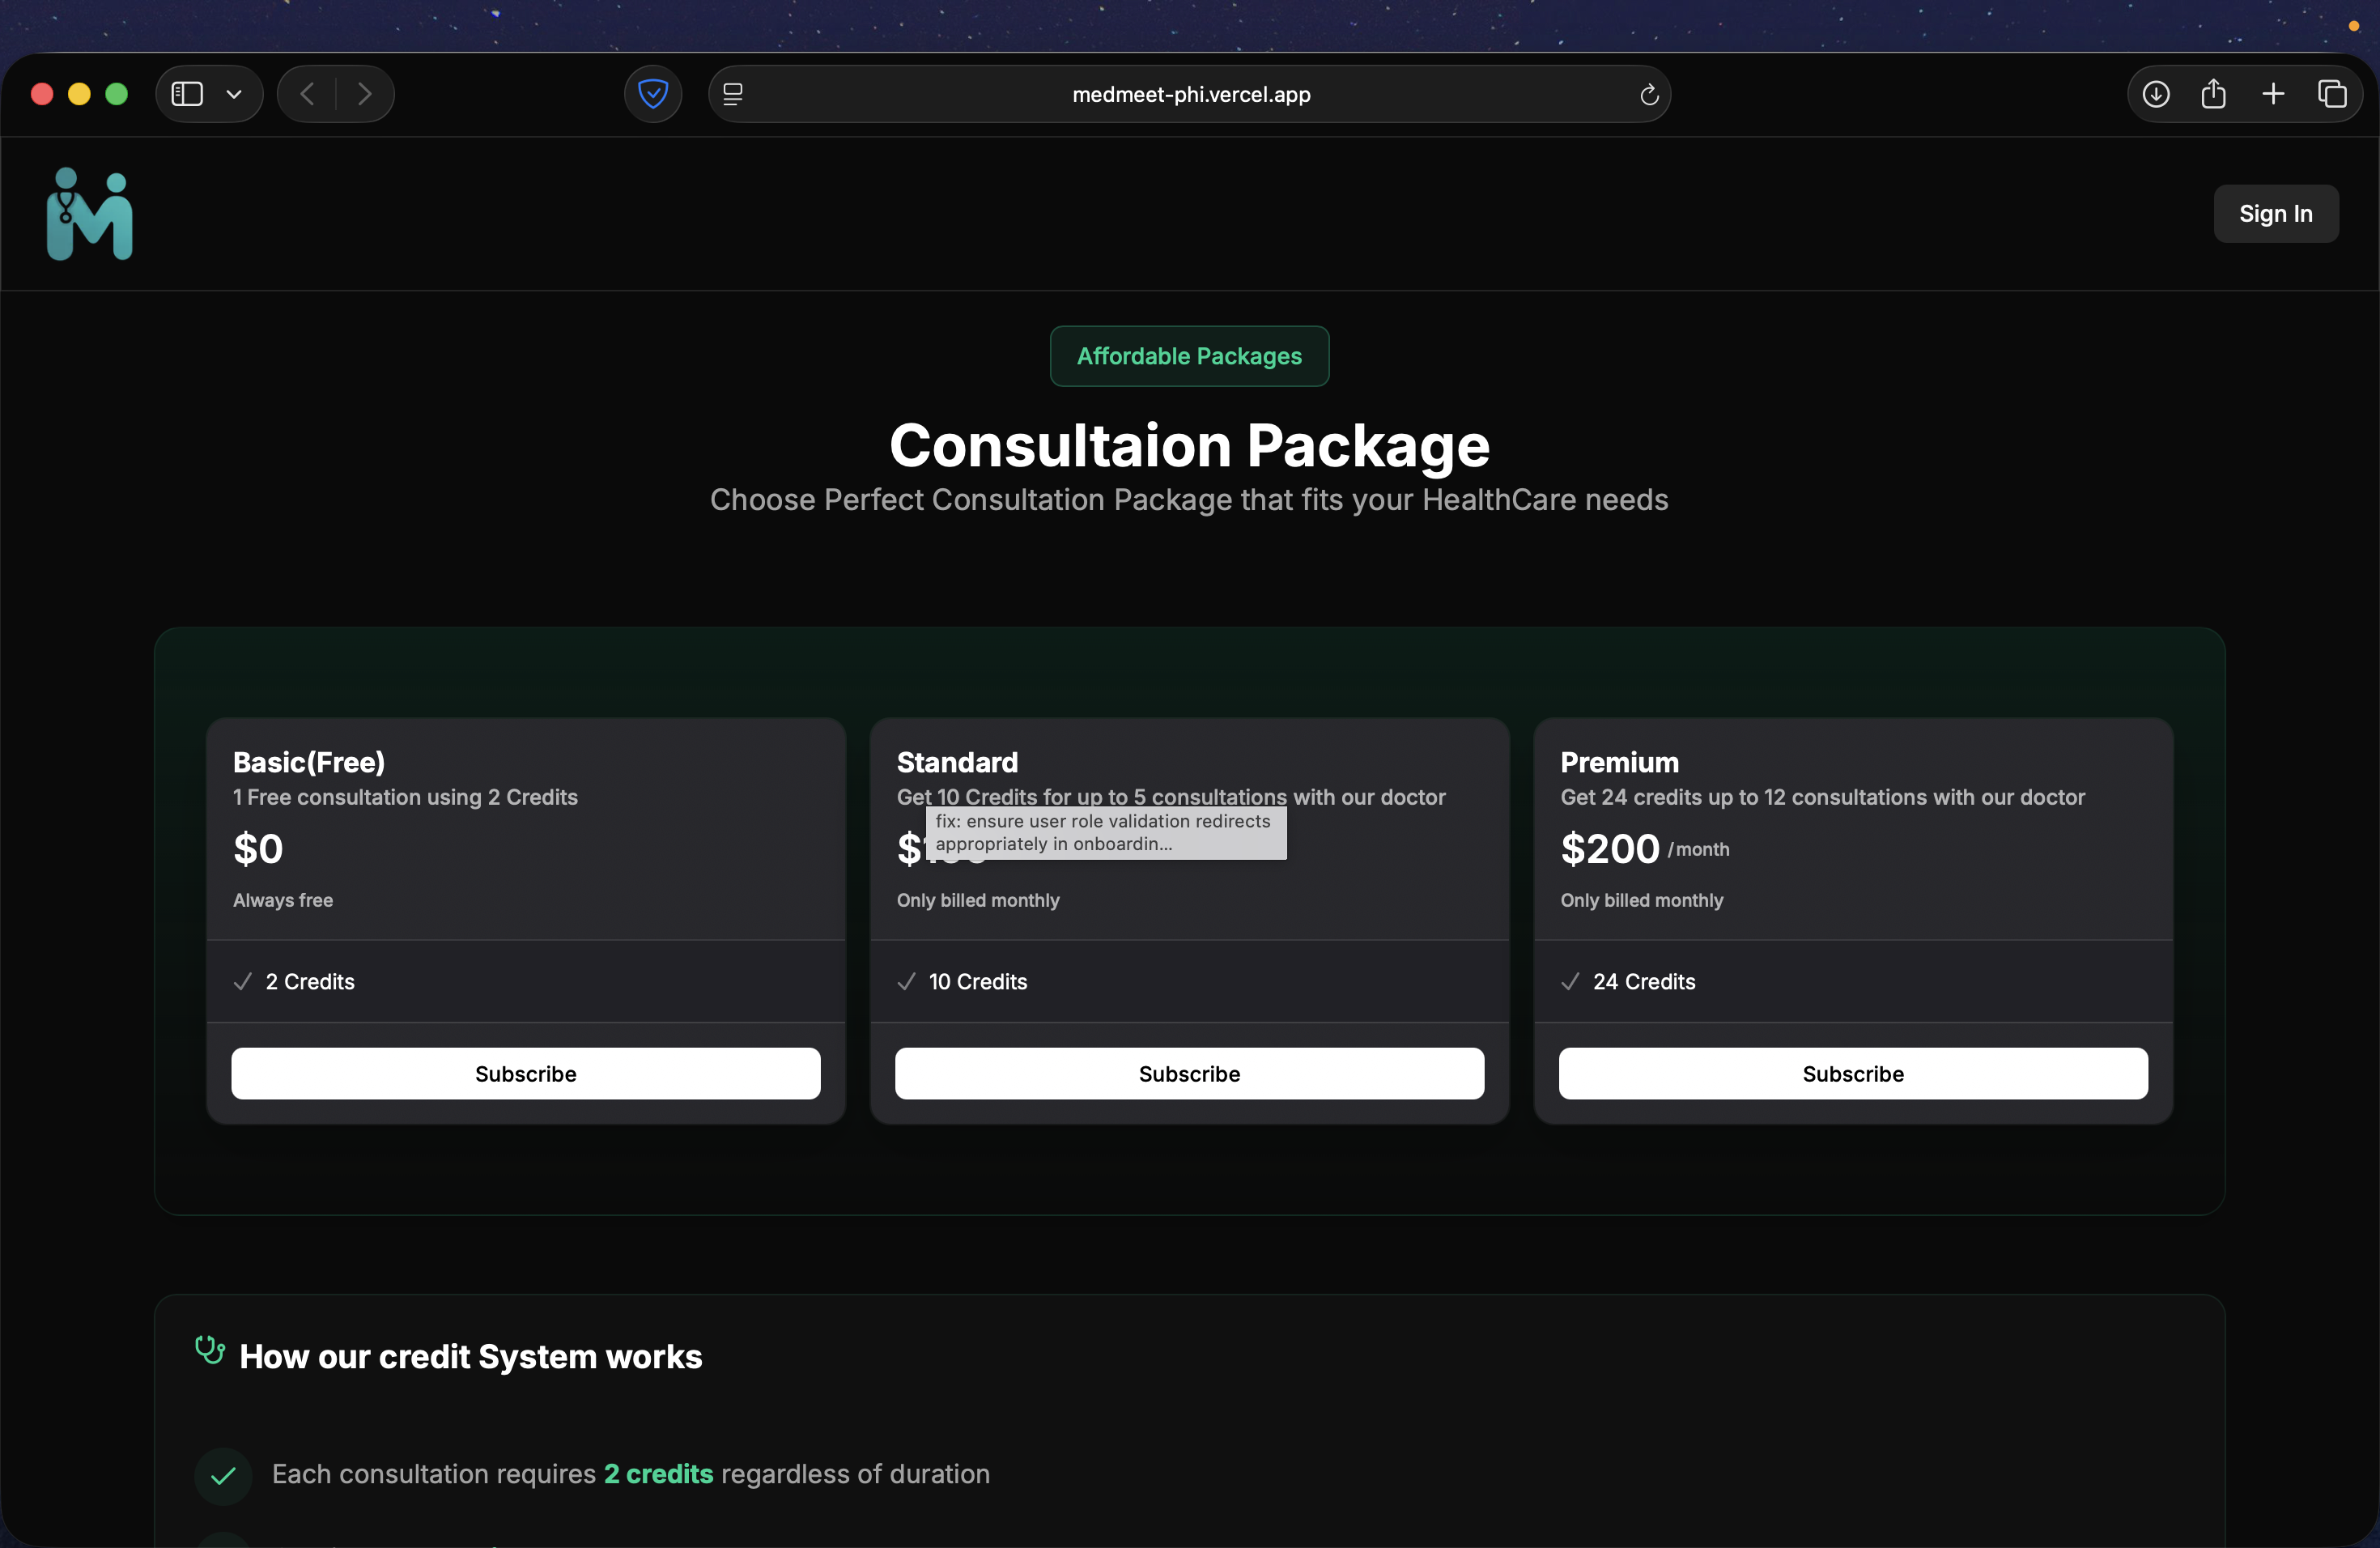 medmeet-phi.vercel.app
Sign In
Affordable Packages
Consultaion Package
Choose Perfect Consultation Package that fits your HealthCare needs
Basic(Free)
1 Free consultation using 2 Credits
$0
Always free
2 Credits
Subscribe
Standard
Get 10 Credits for up to 5 consultations with our doctor
fix: ensure user role validation redirects
appropriately in onboardin...
Only billed monthly
10 Credits
Subscribe
Premium
Get 24 credits up to 12 consultations with our doctor
$200 /month
Only billed monthly
24 Credits
Subscribe
How our credit System works
Each consultation requires 2 credits regardless of duration